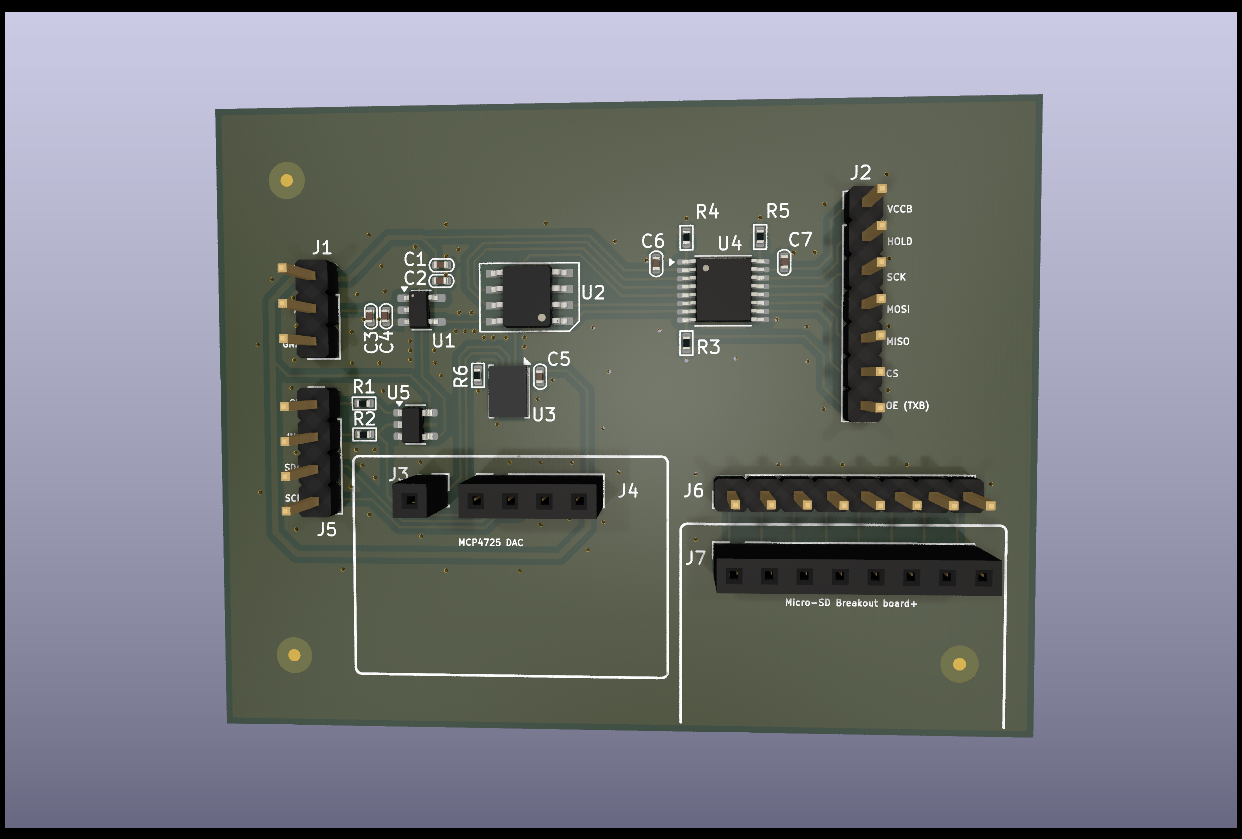 J2
R4
R5
VCCB
C6
U4
C7
HOLD
J1
C1
C2
SCK
U2
MOSI
C3
C4
U1
R3
MISO
R6
C5
CS
R1
U5
U3
OE (TXB)
R2
J3
J4
J6
J5
MCP4725 DAC
J7
Micro-SD Breakout board+